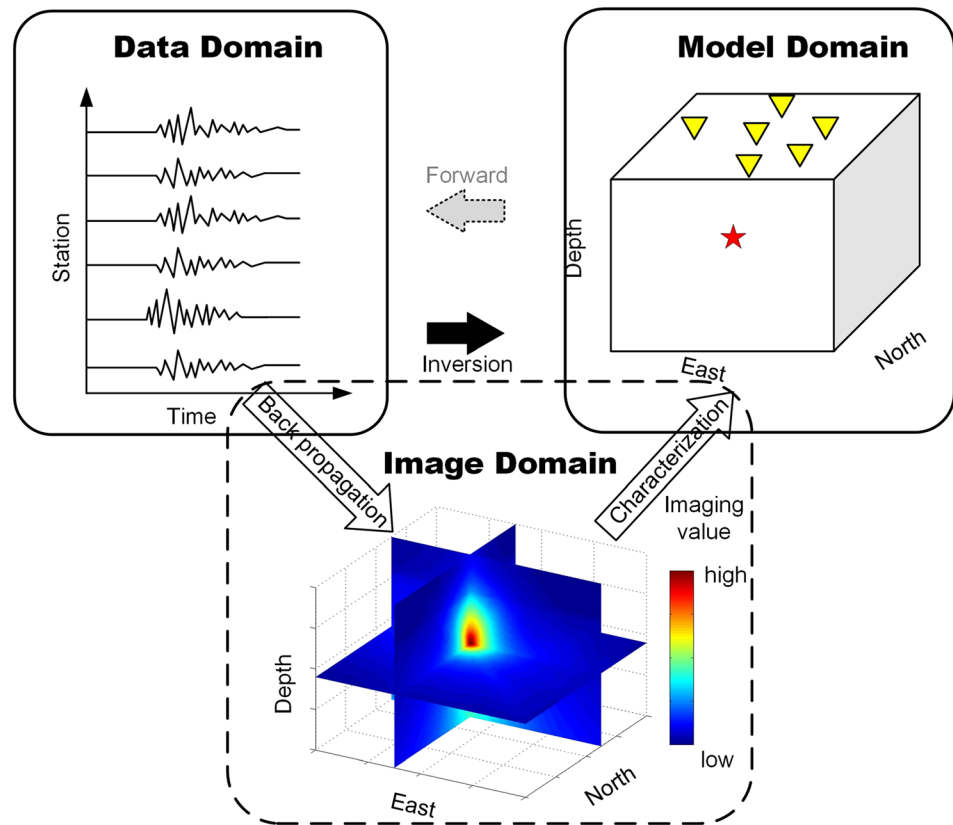 Data Domain
Station
Time
Forward
Inversion
Model Domain
Depth
East
North
Back propagation
Image Domain
Characterization
Imaging
value
high
low
Depth
East
North